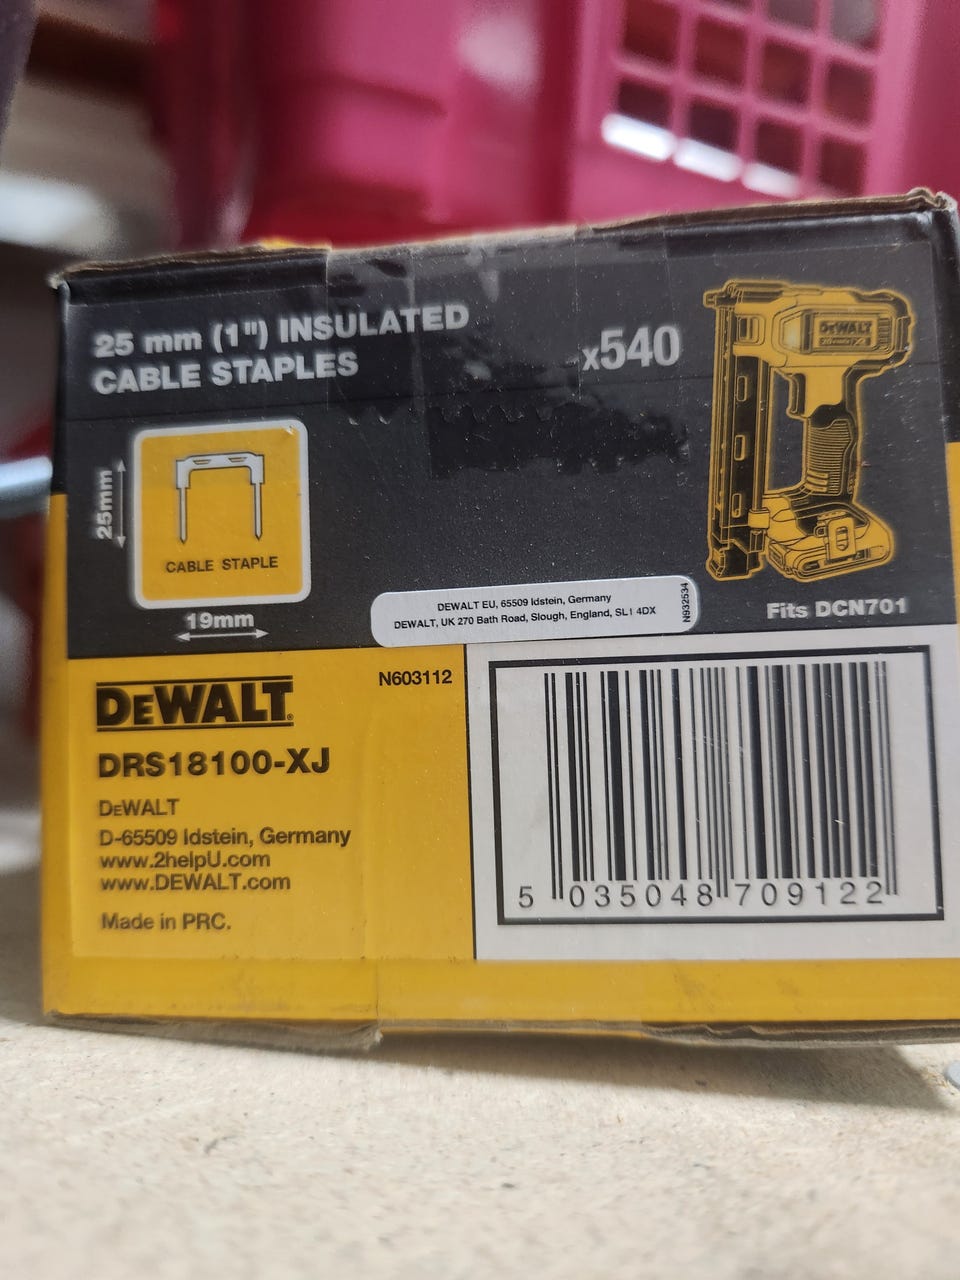 25 mm (1") INSULATED
CABLE STAPLES
x540
DEWALT
25mm
CABLE STAPLE
19mm
Fits DCN701
DEWALT EU, 65509 Idstein, Germany
DEWALT, UK 270 Bath Road, Slough, England, SL1 4DX
N932534
N603112
DEWALT
DRS18100-XJ
DEWALT
D-65509 Idstein, Germany
www.2helpU.com
www.DEWALT.com
Made in PRC.
5 035048 709122